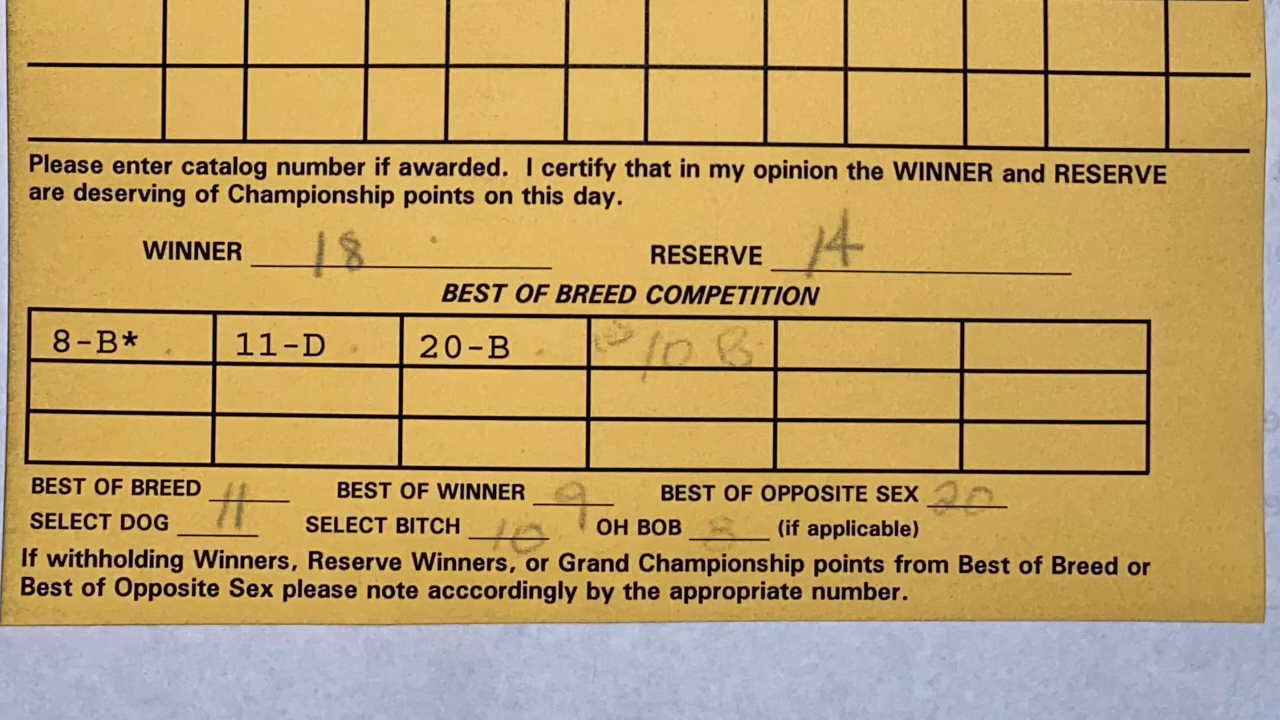 Please enter catalog number if awarded. I certify that in my opinion the WINNER and RESERVE
are deserving of Championship points on this day.
WINNER 18 RESERVE 14
BEST OF BREED COMPETITION
8-B* 11-D 20-B 10 B
BEST OF BREED 11 BEST OF WINNER 9 BEST OF OPPOSITE SEX 20
SELECT DOG SELECT BITCH 10 OH BOB 8 (if applicable)
If withholding Winners, Reserve Winners, or Grand Championship points from Best of Breed or
Best of Opposite Sex please note acccordingly by the appropriate number.